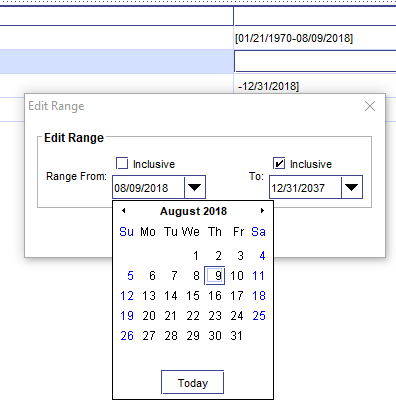 [01/21/1970-08/09/2018]
-12/31/2018]
Edit Range
Edit Range
Inclusive
Inclusive
Range From:
08/09/2018
To:
12/31/2037
August 2018
Su Mo Tu We Th Fr Sa
1 2 3 4
5 6 7 8 9 10 11
12 13 14 15 16 17 18
19 20 21 22 23 24 25
26 27 28 29 30 31
Today